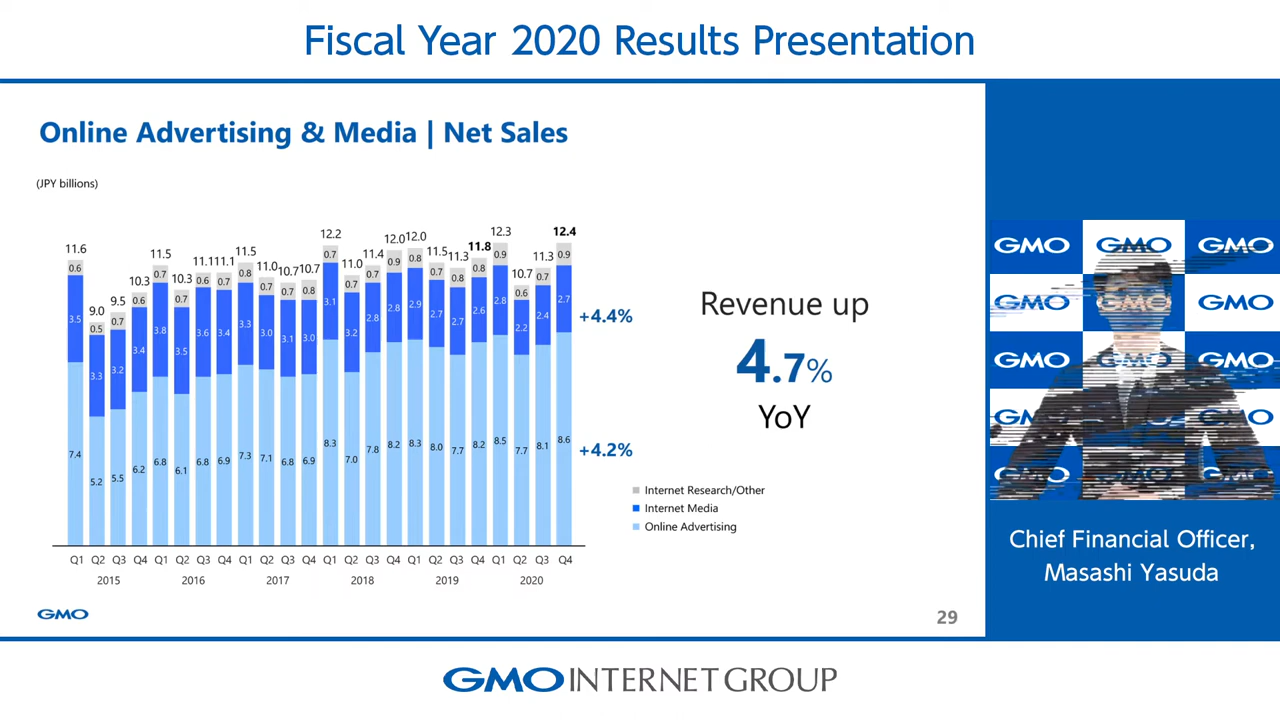 Fiscal Year 2020 Results Presentation
Online Advertising & Media | Net Sales
(JPY billions)
11.6 9.0 9.5 10.3 11.5 10.3 11.1 11.1 11.5 11.0 10.7 10.7 12.2 11.0 11.4 12.0 12.0 11.5 11.3 11.8 12.3 10.7 11.3 12.4
0.6 0.5 0.7 0.6 0.7 0.7 0.6 0.7 0.8 0.7 0.7 0.8 0.7 0.7 0.7 0.9 0.8 0.7 0.8 0.8 0.9 0.6 0.7 0.9
3.5 3.3 3.2 3.4 3.8 3.5 3.6 3.4 3.3 3.0 3.1 3.0 3.1 3.2 2.8 2.8 2.9 2.7 2.7 2.6 2.8 2.2 2.4 2.7
+4.4%
7.4 5.2 5.5 6.2 6.8 6.1 6.8 6.9 7.3 7.1 6.8 6.9 8.3 7.0 7.8 8.2 8.3 8.0 7.7 8.2 8.5 7.7 8.1 8.6
+4.2%
Q1 Q2 Q3 Q4 Q1 Q2 Q3 Q4 Q1 Q2 Q3 Q4 Q1 Q2 Q3 Q4 Q1 Q2 Q3 Q4 Q1 Q2 Q3 Q4
2015 2016 2017 2018 2019 2020
Revenue up
4.7%
YoY
Internet Research/Other
Internet Media
Online Advertising
GMO
29
GMO GMO GMO
GMO GMO GMO
GMO GMO GMO
GMO GMO
GMO GMO GMO
Chief Financial Officer,
Masashi Yasuda
GMO INTERNET GROUP